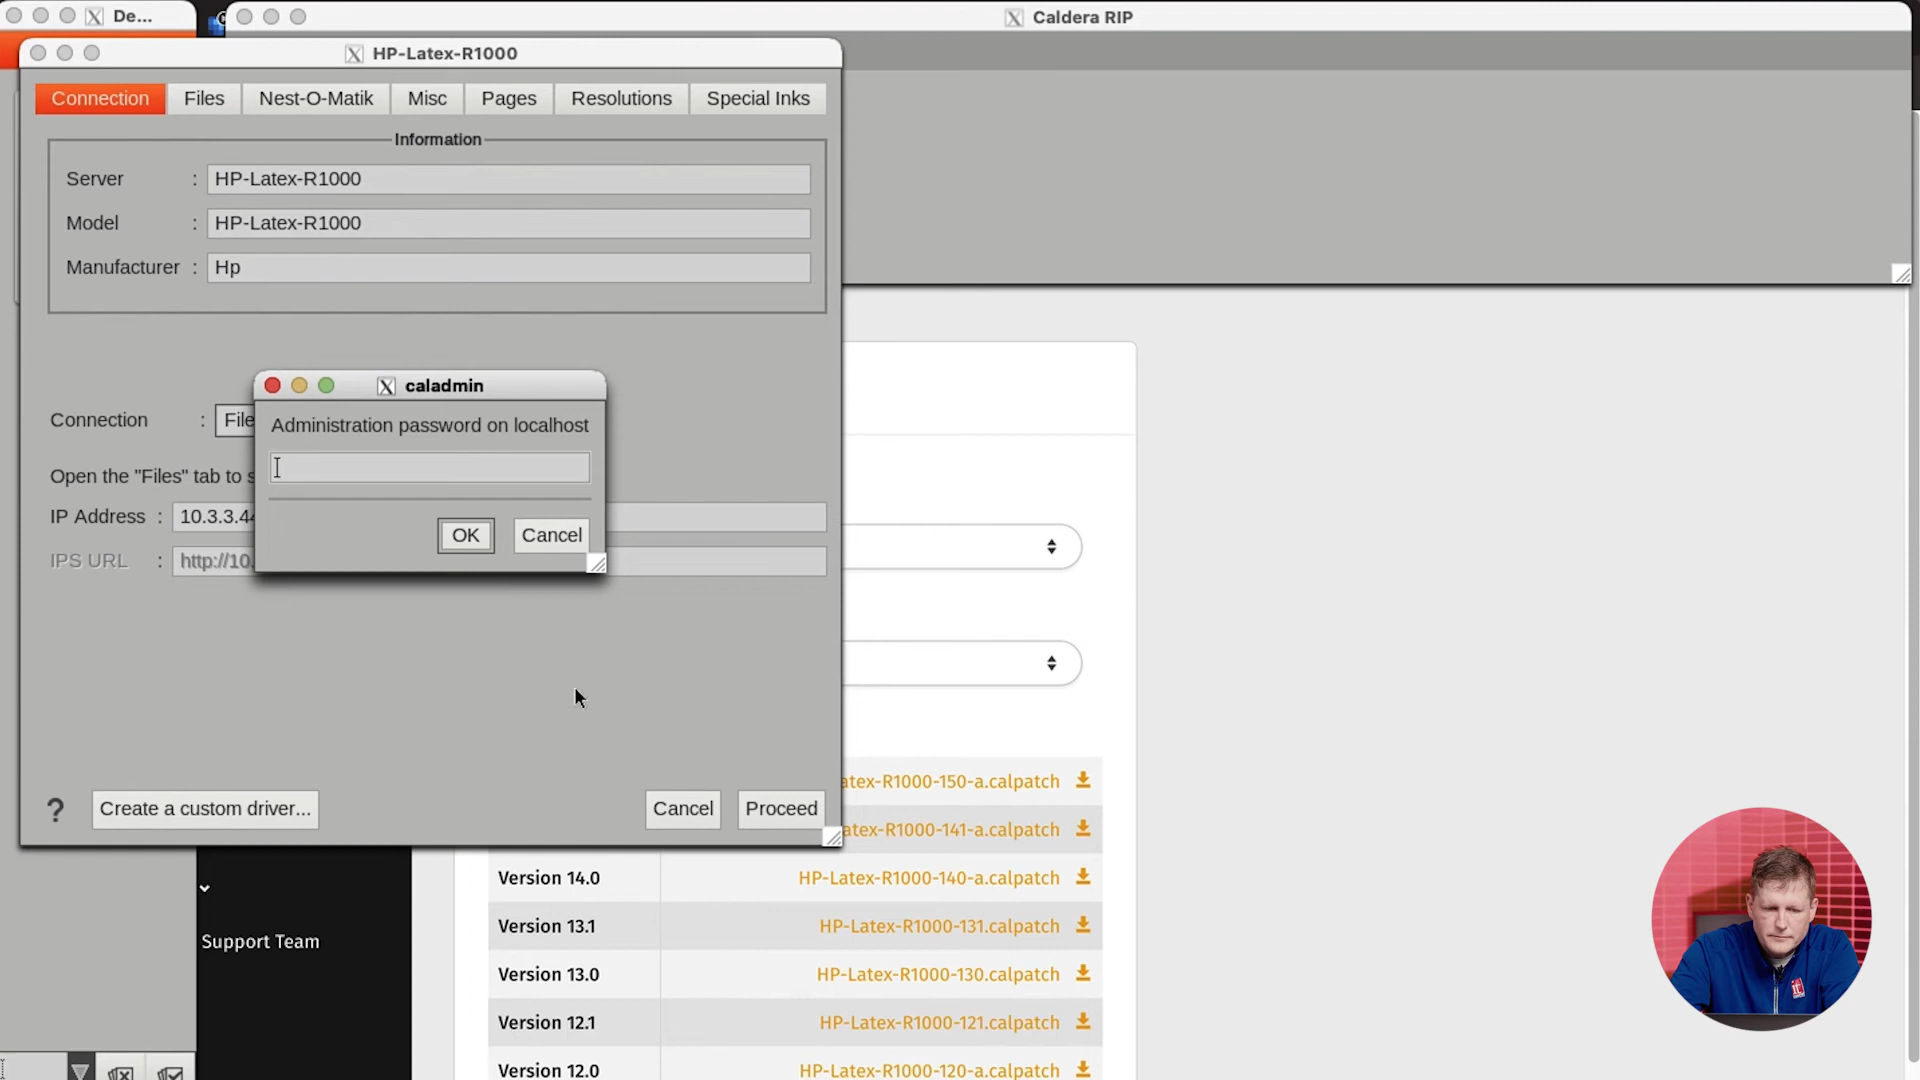 De...
Caldera RIP
HP-Latex-R1000
Connection Files Nest-O-Matik Misc Pages Resolutions Special Inks
Information
Server : HP-Latex-R1000
Model : HP-Latex-R1000
Manufacturer : Hp
caladmin
Administration password on localhost
Connection : File
Open the "Files" tab to s
IP Address : 10.3.3.44
OK Cancel
IPS URL : http://10.
? Create a custom driver... Cancel Proceed
atex-R1000-150-a.calpatch
atex-R1000-141-a.calpatch
Version 14.0 HP-Latex-R1000-140-a.calpatch
Version 13.1 HP-Latex-R1000-131.calpatch
Support Team
Version 13.0 HP-Latex-R1000-130.calpatch
Version 12.1 HP-Latex-R1000-121.calpatch
Version 12.0 HP-Latex-R1000-120-a.calpatch
it